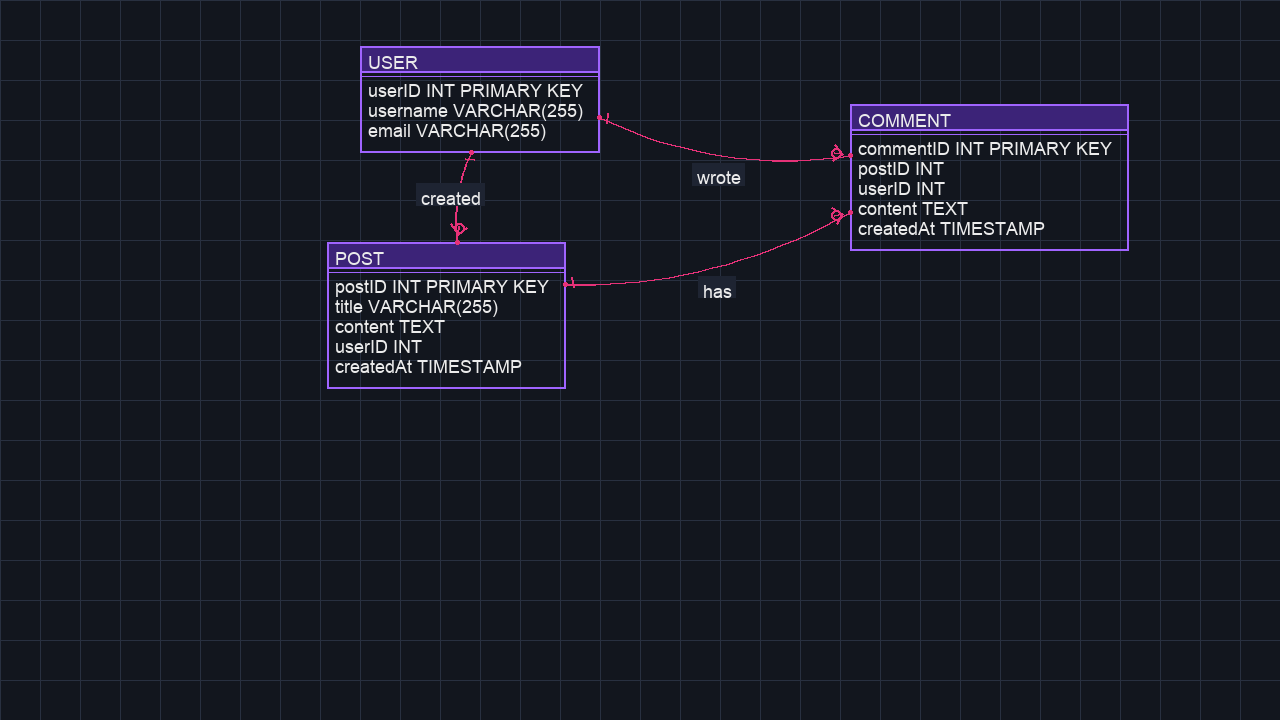 USER
userID INT PRIMARY KEY
username VARCHAR(255)
email VARCHAR(255)
created
wrote
COMMENT
commentID INT PRIMARY KEY
postID INT
userID INT
content TEXT
createdAt TIMESTAMP
POST
postID INT PRIMARY KEY
title VARCHAR(255)
content TEXT
userID INT
createdAt TIMESTAMP
has